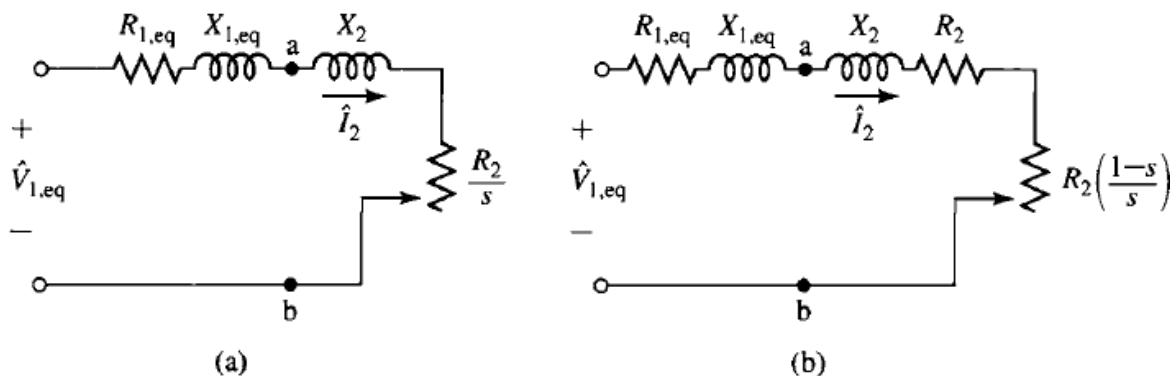 R₁,eq X₁,eq a X₂
Î₂
+
V̂₁,eq
R₂/s
−
b
(a)
R₁,eq X₁,eq a X₂ R₂
Î₂
+
V̂₁,eq
R₂(1−s/s)
−
b
(b)